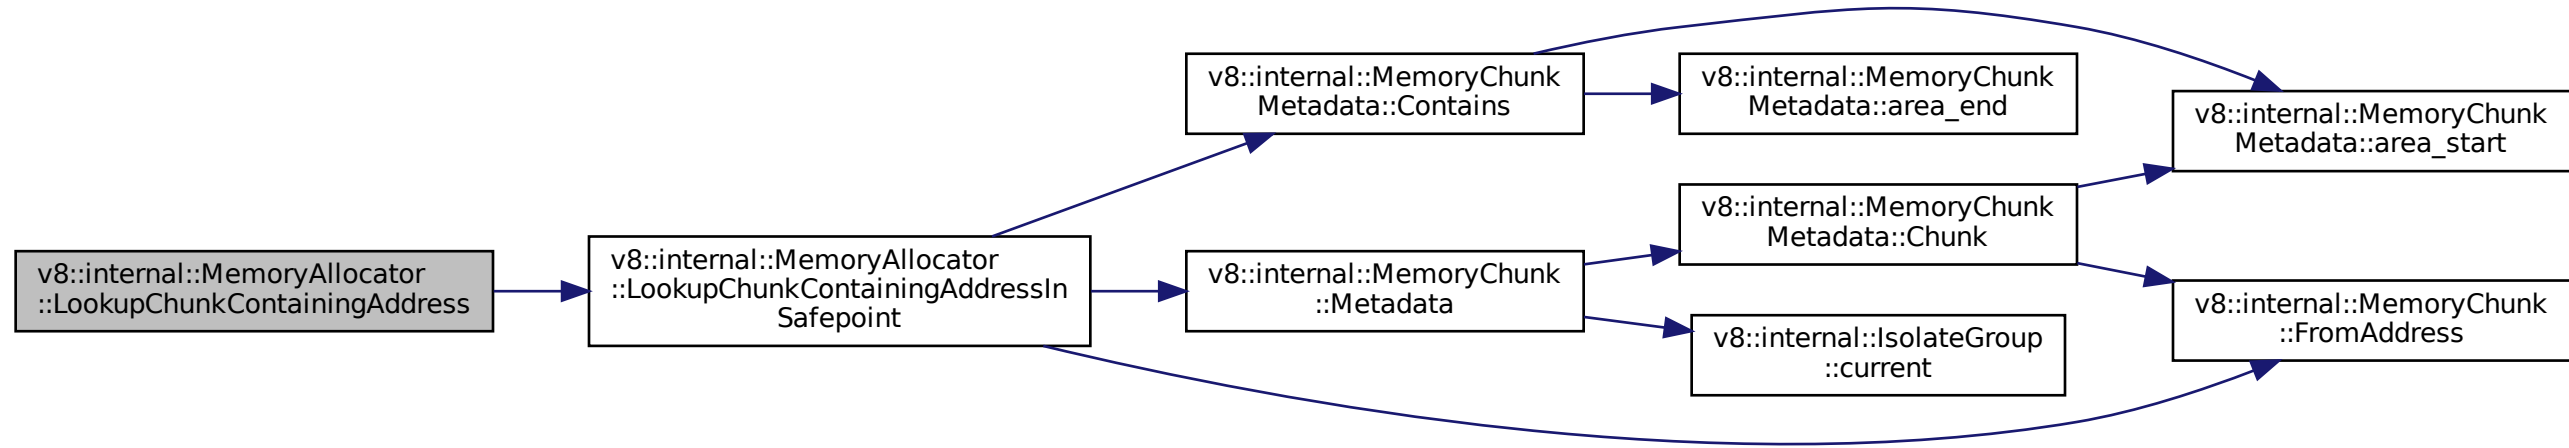 v8::internal::MemoryAllocator
::LookupChunkContainingAddress
v8::internal::MemoryAllocator
::LookupChunkContainingAddressIn
Safepoint
v8::internal::MemoryChunk
Metadata::Contains
v8::internal::MemoryChunk
Metadata::area_end
v8::internal::MemoryChunk
Metadata::area_start
v8::internal::MemoryChunk
::Metadata
v8::internal::MemoryChunk
Metadata::Chunk
v8::internal::IsolateGroup
::current
v8::internal::MemoryChunk
::FromAddress